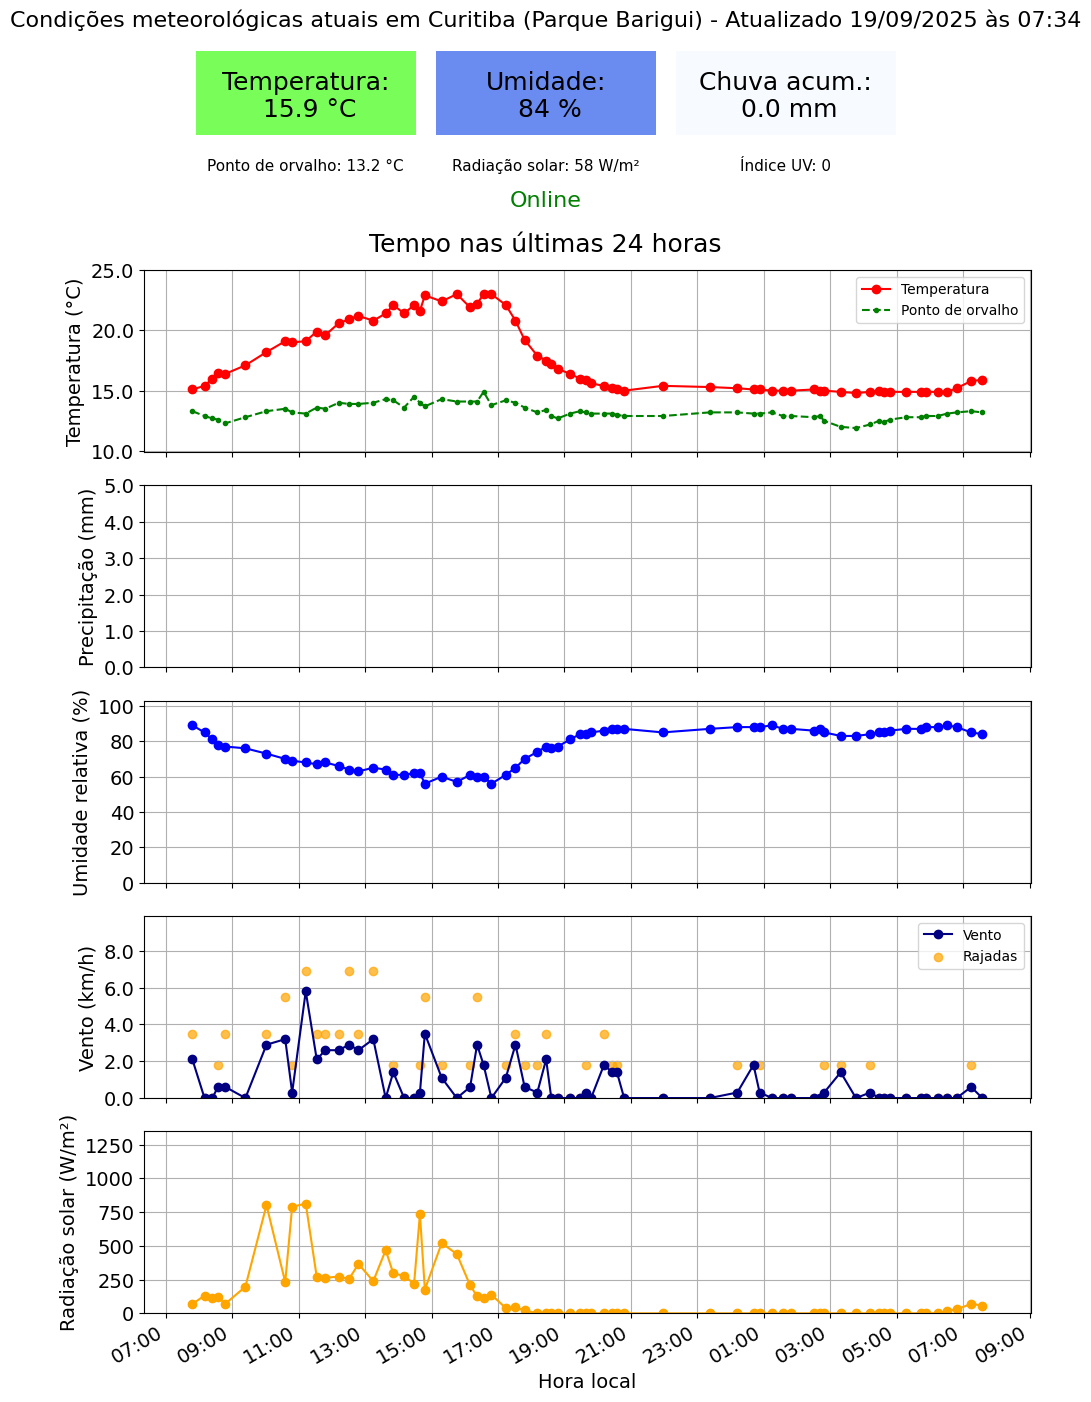 Condições meteorológicas atuais em Curitiba (Parque Barigui) - Atualizado 19/09/2025 às 07:34
Temperatura:
15.9 °C
Umidade:
84 %
Chuva acum.:
0.0 mm
Ponto de orvalho: 13.2 °C
Radiação solar: 58 W/m²
Índice UV: 0
Online
Tempo nas últimas 24 horas
Temperatura (°C)
25.0
20.0
15.0
10.0
Temperatura
Ponto de orvalho
Precipitação (mm)
5.0
4.0
3.0
2.0
1.0
0.0
Umidade relativa (%)
100
80
60
40
20
0
Vento (km/h)
8.0
6.0
4.0
2.0
0.0
Vento
Rajadas
Radiação solar (W/m²)
1250
1000
750
500
250
0
07:00
09:00
11:00
13:00
15:00
17:00
19:00
21:00
23:00
01:00
03:00
05:00
07:00
09:00
Hora local